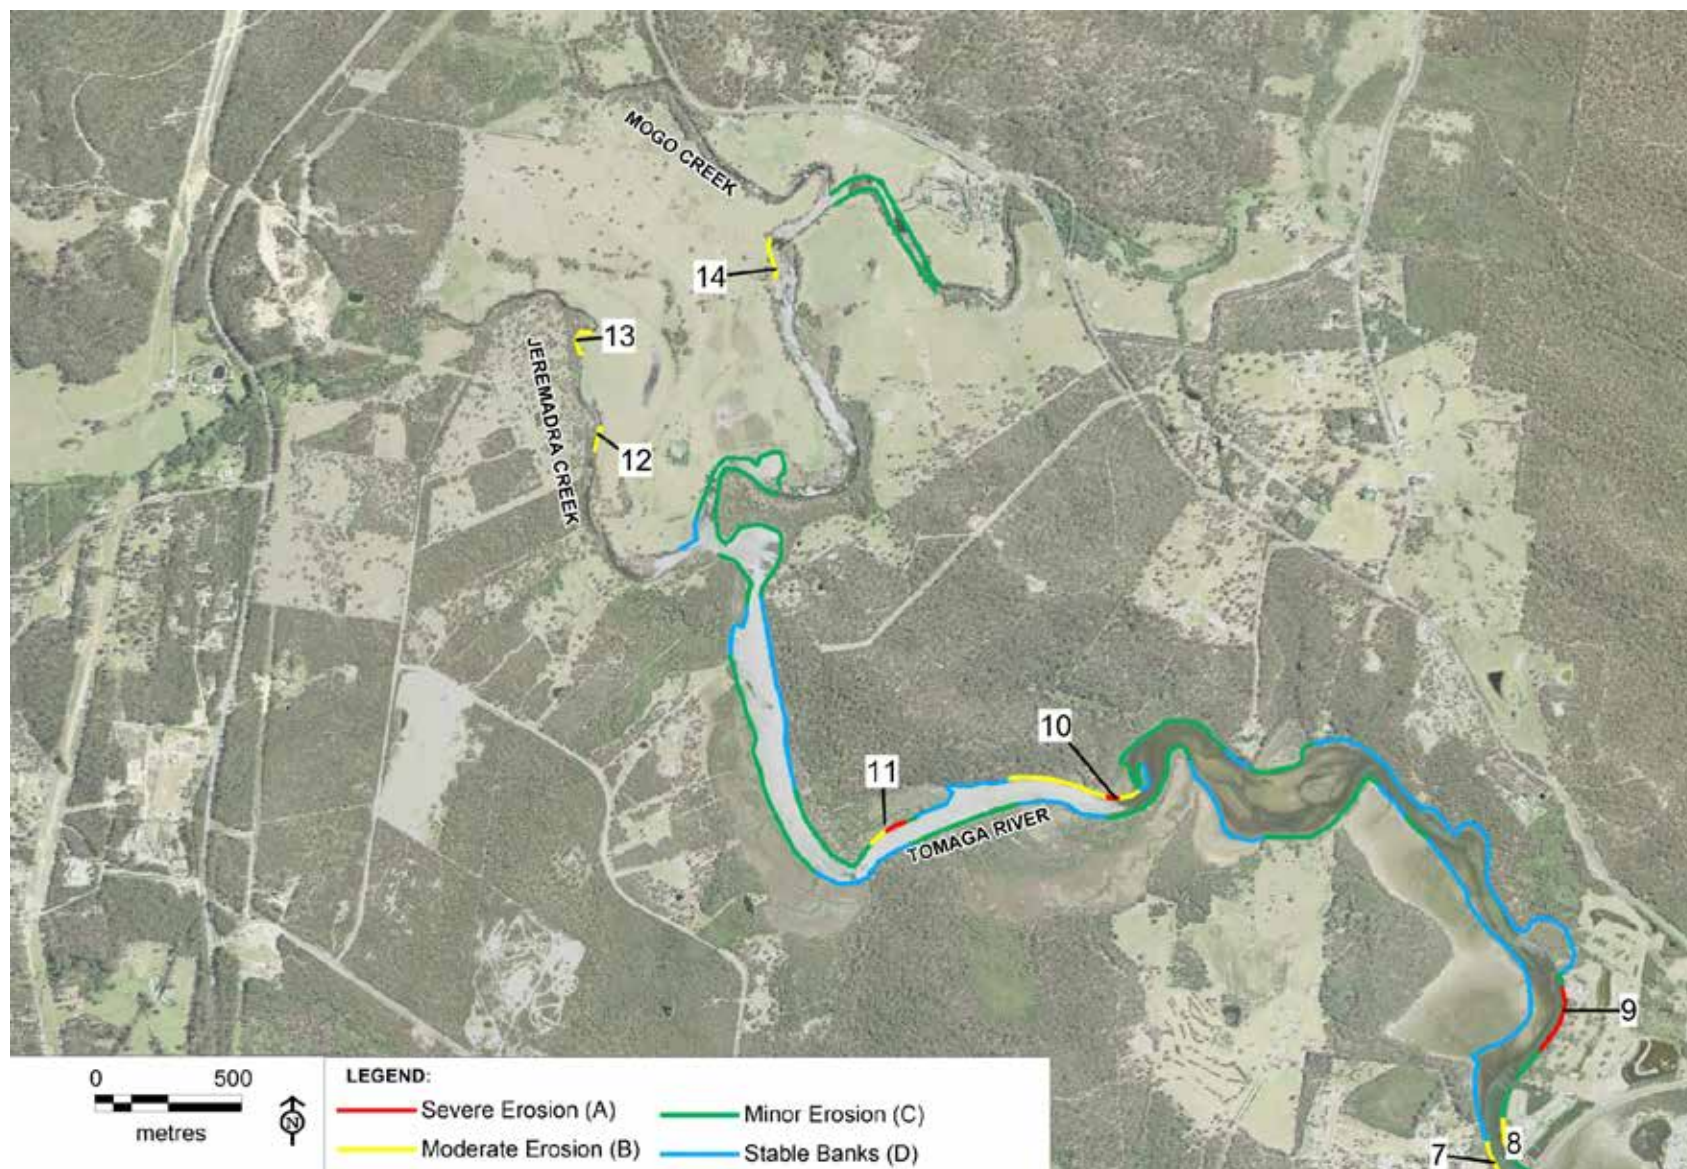 MOGO CREEK
14
13
JEREMADRA CREEK
12
10
11
TOMAGA RIVER
9
8
7
0 500
metres
N
LEGEND:
Severe Erosion (A)
Moderate Erosion (B)
Minor Erosion (C)
Stable Banks (D)